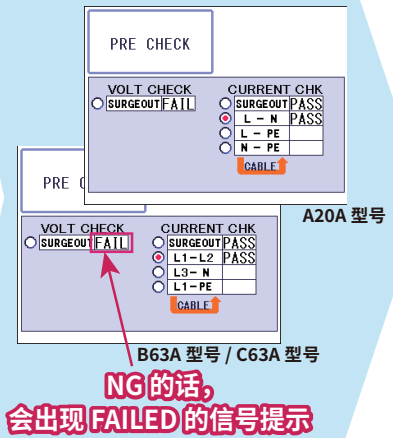 PRE CHECK
VOLT CHECK CURRENT CHK
SURGEOUT FAIL SURGEOUT PASS
L - N PASS
L - PE
N - PE
CABLE
A20A 型号
PRE C
VOLT CHECK CURRENT CHK
SURGEOUT FAIL SURGEOUT PASS
L1-L2 PASS
L3- N
L1-PE
CABLE
B63A 型号 / C63A 型号
NG 的话，
会出现 FAILED 的信号提示